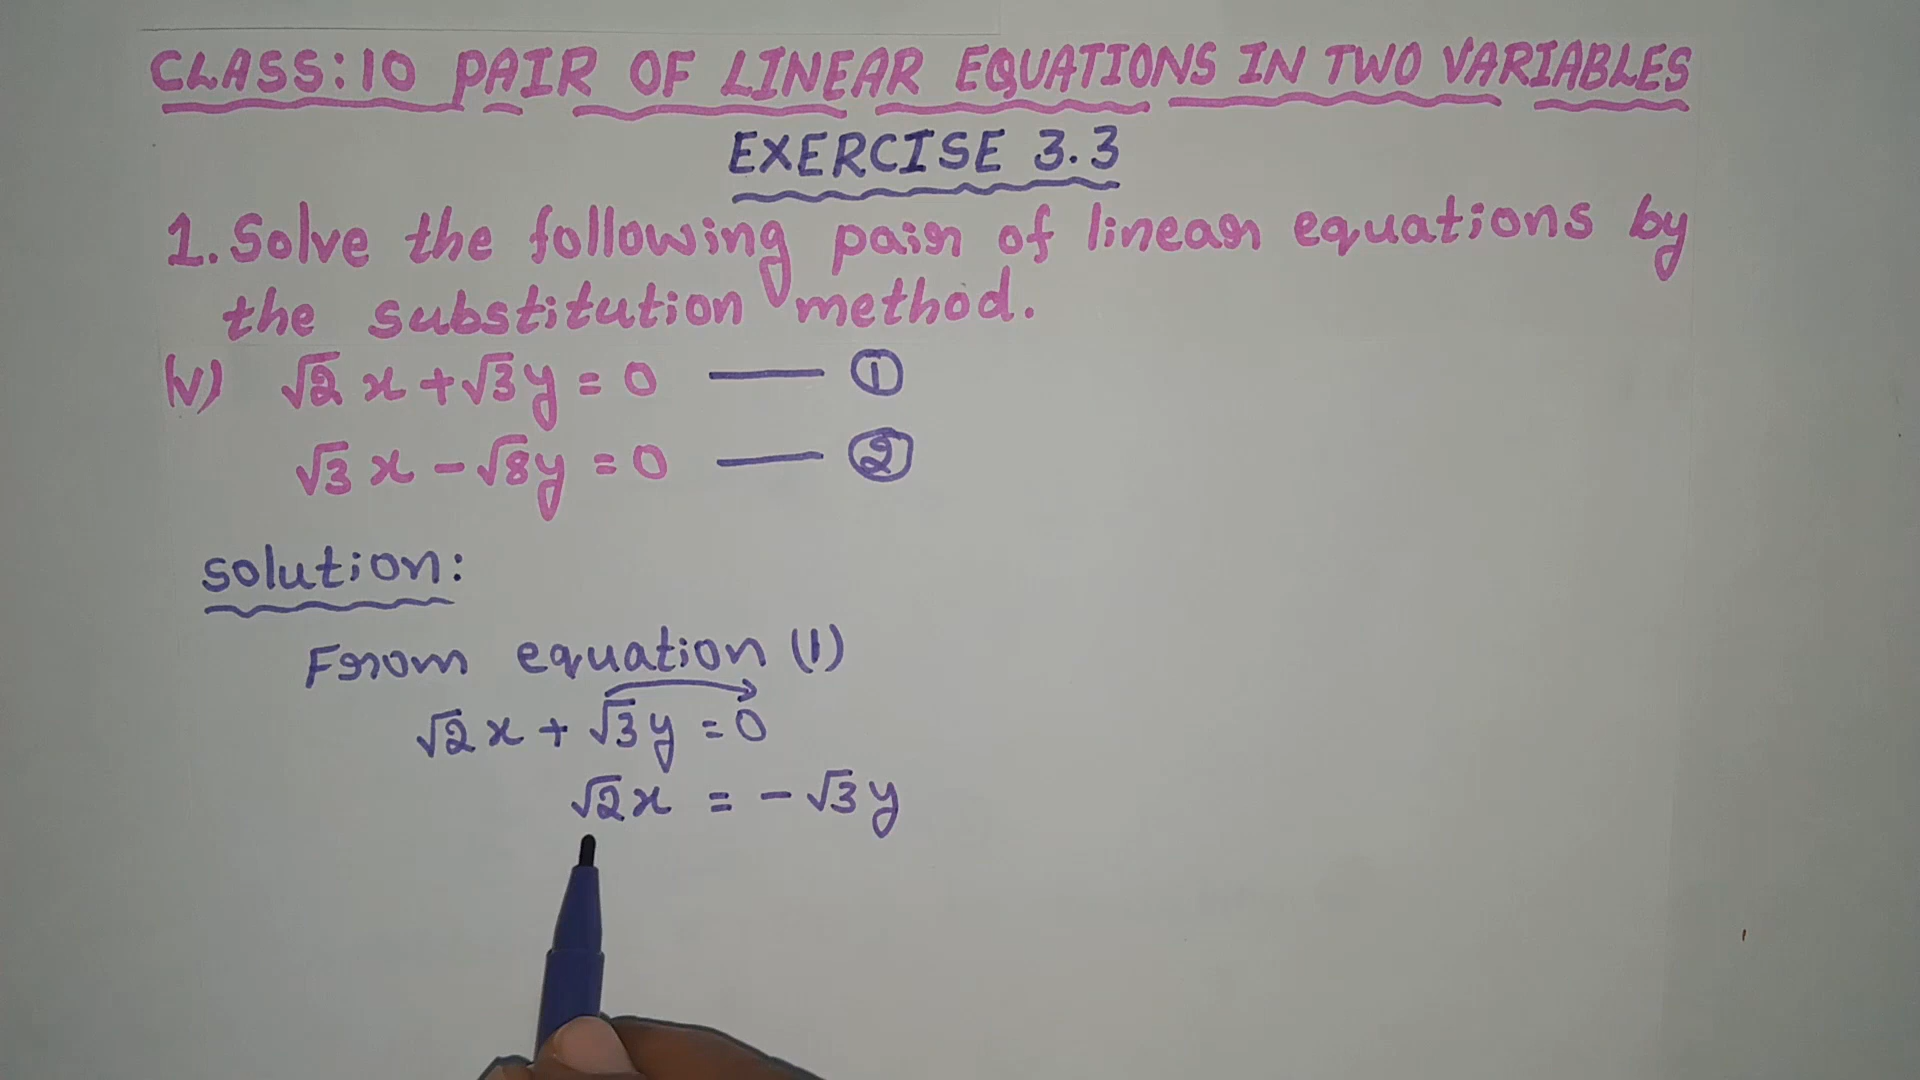 CLASS:10 PAIR OF LINEAR EQUATIONS IN TWO VARIABLES
EXERCISE 3.3
1. Solve the following pair of linear equations by
the substitution method.
(v) √2 x + √3 y = 0 —— ①
√3 x - √8 y = 0 —— ②
solution:
From equation (1)
√2 x + √3 y = 0
√2 x = - √3 y